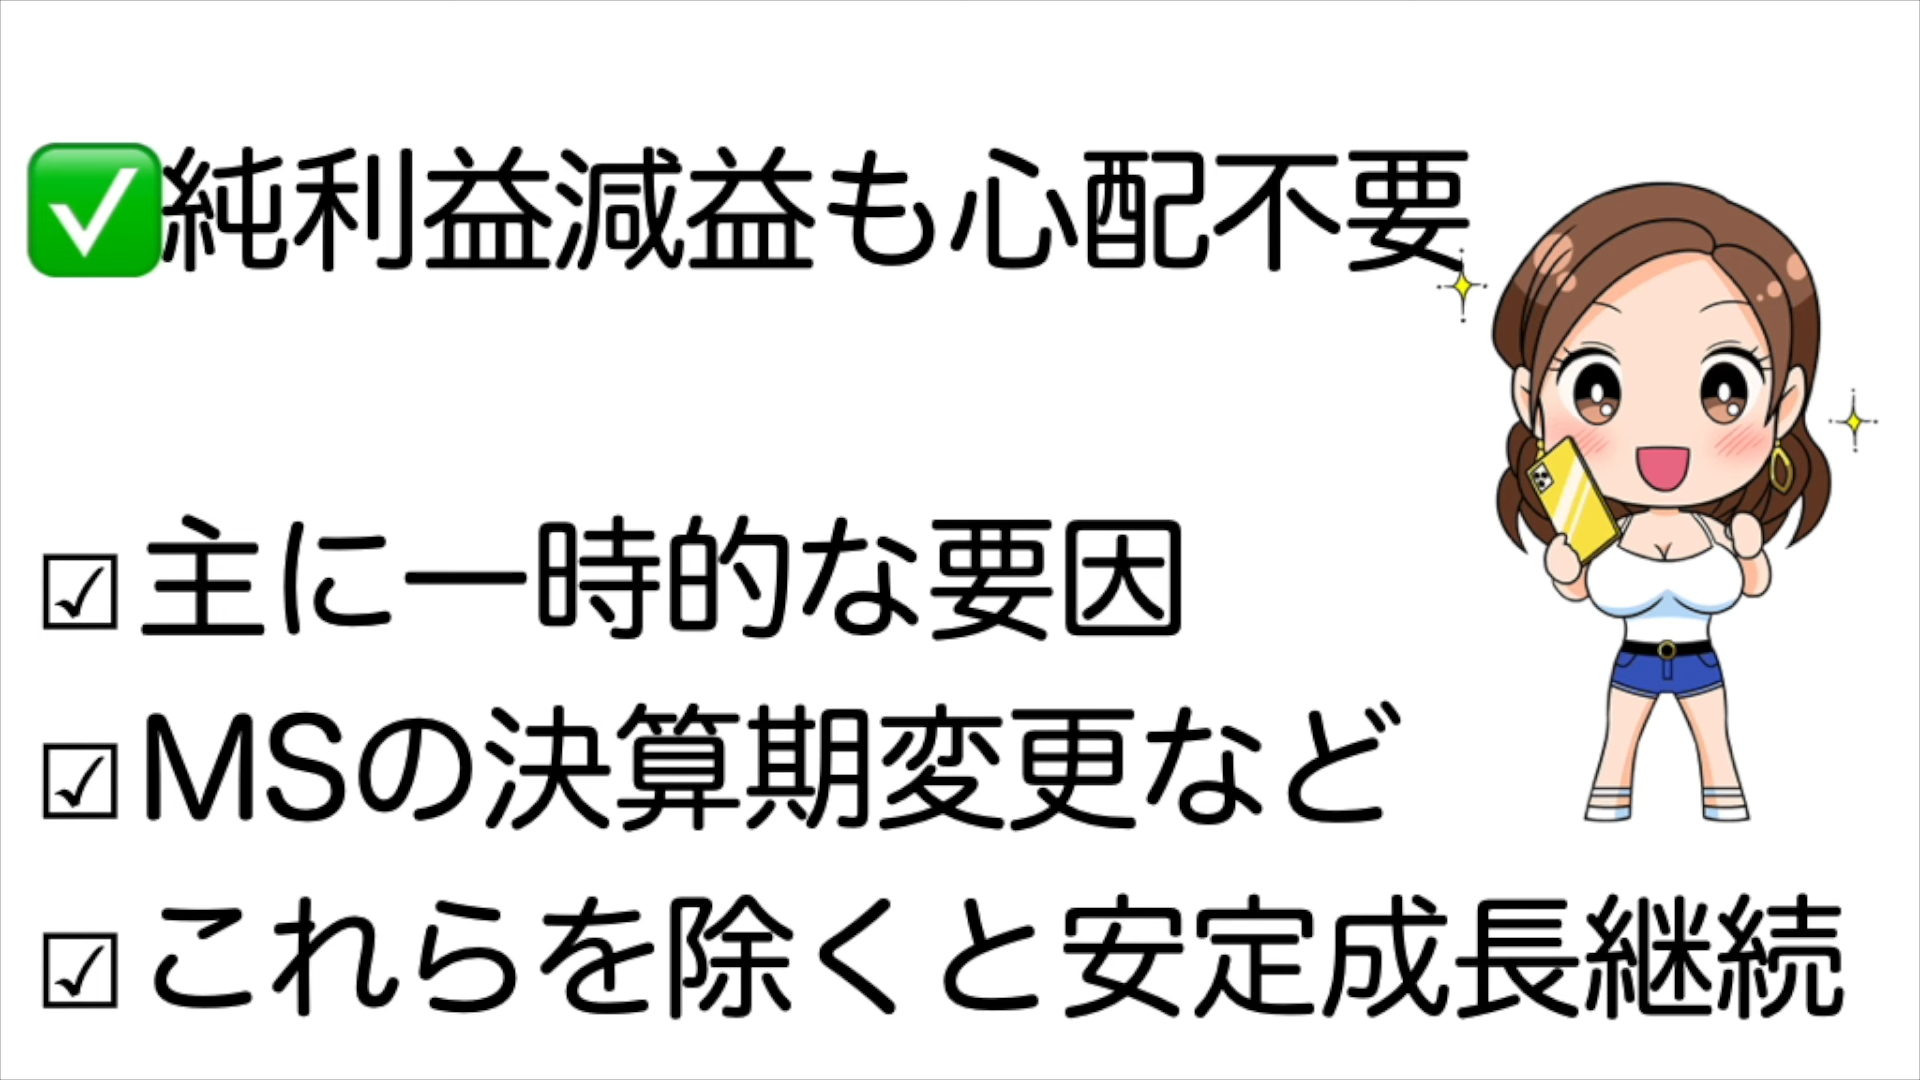 ✅純利益減益も心配不要
☑主に一時的な要因
☑MSの決算期変更など
☑これらを除くと安定成長継続